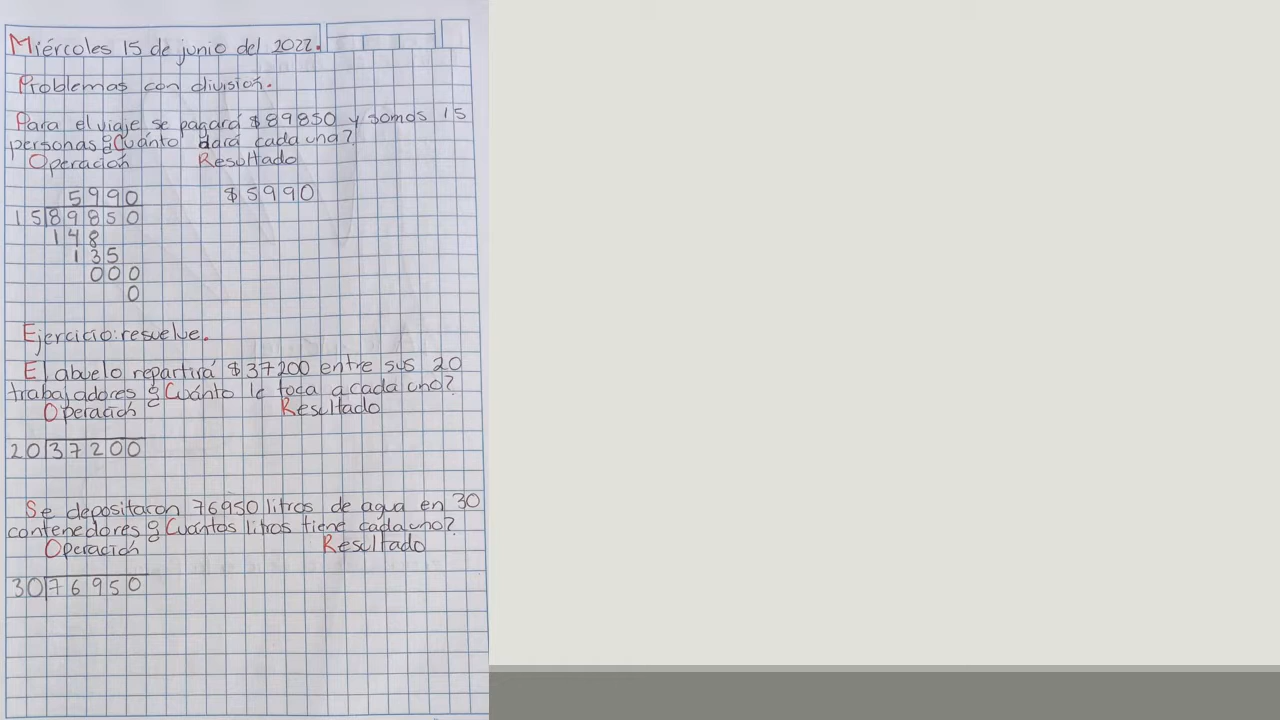 Miércoles 15 de junio del 2022.
Problemas con división.
Para el viaje se pagará $89850 y somos 15
personas ¿Cuánto dará cada una?
Operación Resultado
5990 $5990
15 89850
148
135
000
0
Ejercicio: resuelve.
El abuelo repartirá $37200 entre sus 20
trabajadores ¿Cuánto le toca a cada uno?
Operación Resultado
20 37200
Se depositaron 76950 litros de agua en 30
contenedores ¿Cuántos litros tiene cada uno?
Operación Resultado
30 76950